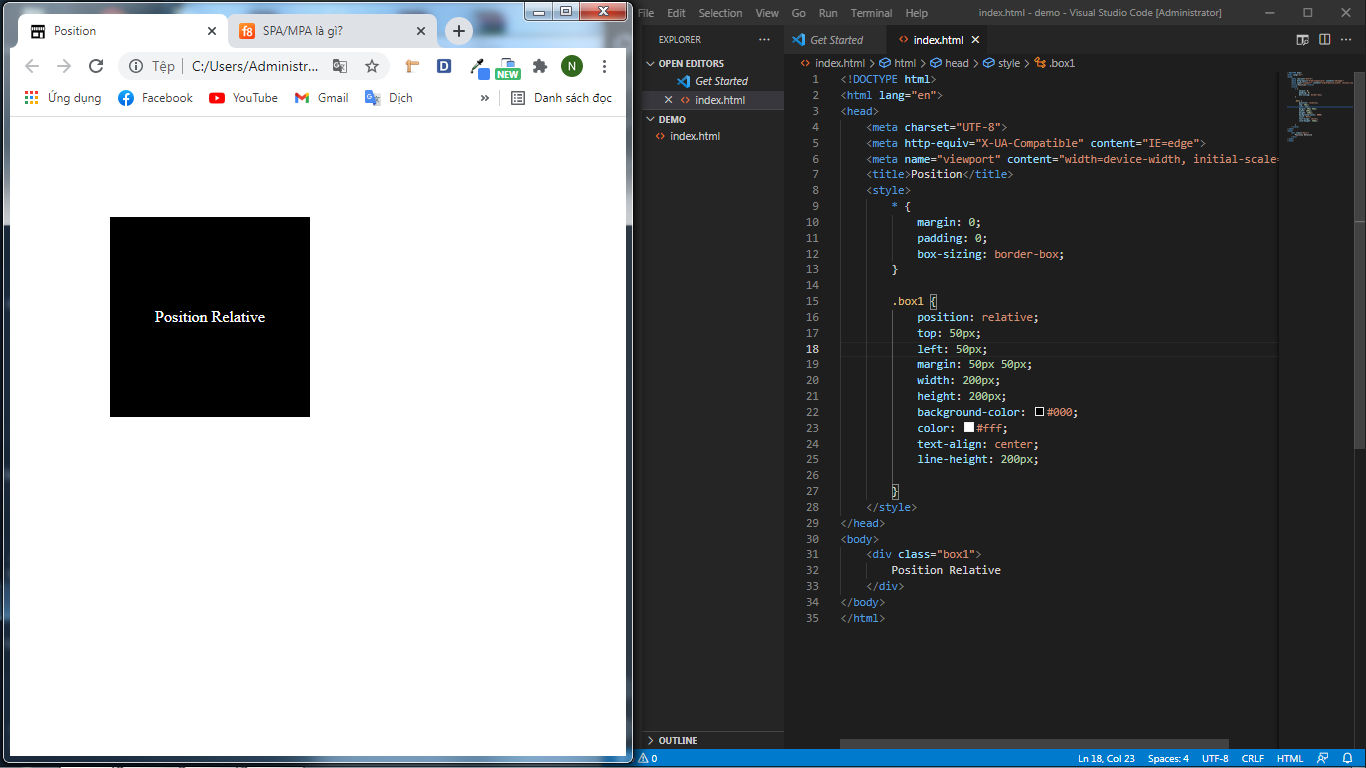 Position
f8 SPA/MPA là gì?
Tệp
C:/Users/Administr...
D
NEW
N
Ứng dụng
Facebook
YouTube
Gmail
Dịch
»
Danh sách đọc
Position Relative
File Edit Selection View Go Run Terminal Help
index.html - demo - Visual Studio Code [Administrator]
EXPLORER
Get Started
index.html
OPEN EDITORS
Get Started
index.html
DEMO
index.html
OUTLINE
index.html > html > head > style > .box1
1 <!DOCTYPE html>
2 <html lang="en">
3 <head>
4 <meta charset="UTF-8">
5 <meta http-equiv="X-UA-Compatible" content="IE=edge">
6 <meta name="viewport" content="width=device-width, initial-scale=
7 <title>Position</title>
8 <style>
9 * {
10 margin: 0;
11 padding: 0;
12 box-sizing: border-box;
13 }
14
15 .box1 {
16 position: relative;
17 top: 50px;
18 left: 50px;
19 margin: 50px 50px;
20 width: 200px;
21 height: 200px;
22 background-color: #000;
23 color: #fff;
24 text-align: center;
25 line-height: 200px;
26
27 }
28 </style>
29 </head>
30 <body>
31 <div class="box1">
32 Position Relative
33 </div>
34 </body>
35 </html>
0
Ln 18, Col 23 Spaces: 4 UTF-8 CRLF HTML